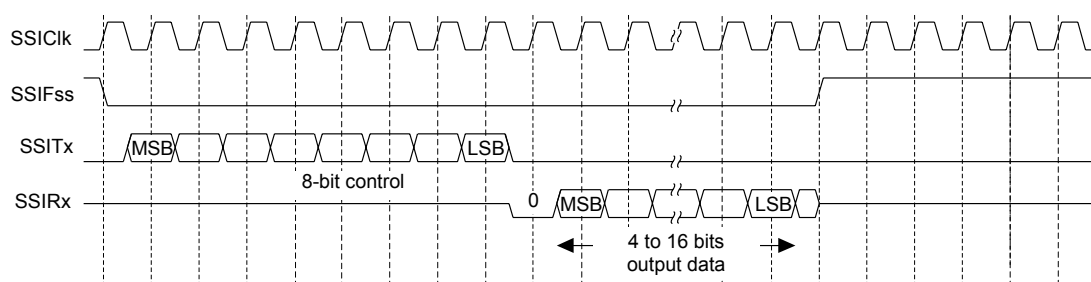 SSIClk
SSIFss
SSITx
MSB
LSB
8-bit control
SSIRx
0
MSB
LSB
4 to 16 bits
output data